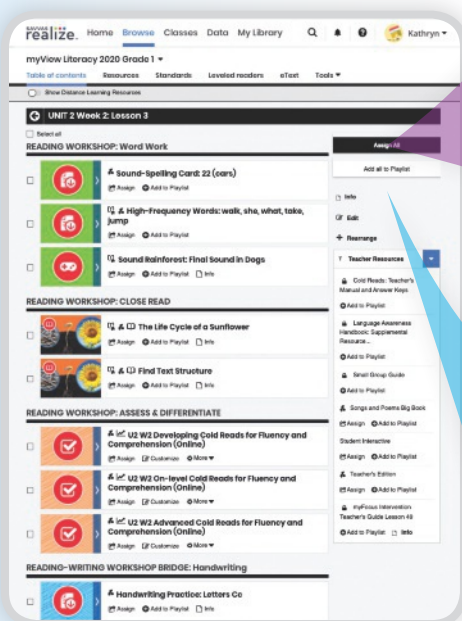 SAVVAS
realize.
Home Browse Classes Data My Library
Kathryn
myView Literacy 2020 Grade 1
Table of contents Resources Standards Leveled readers eText Tools
Show Distance Learning Resources
UNIT 2 Week 2: Lesson 3
Select all
READING WORKSHOP: Word Work
Sound-Spelling Card: 22 (cars)
Assign Add to Playlist
High-Frequency Words: walk, she, what, take,
jump
Assign Add to Playlist
Sound Rainforest: Final Sound in Dogs
Assign Add to Playlist Info
READING WORKSHOP: CLOSE READ
The Life Cycle of a Sunflower
Assign Add to Playlist Info
Find Text Structure
Assign Add to Playlist Info
READING WORKSHOP: ASSESS & DIFFERENTIATE
U2 W2 Developing Cold Reads for Fluency and
Comprehension (Online)
Assign Customize More
U2 W2 On-level Cold Reads for Fluency and
Comprehension (Online)
Assign Customize More
U2 W2 Advanced Cold Reads for Fluency and
Comprehension (Online)
Assign Customize More
READING-WRITING WORKSHOP BRIDGE: Handwriting
Handwriting Practice: Letters Cc
Assign Add to Playlist Info
Assign All
Add all to Playlist
Info
Edit
Rearrange
Teacher Resources
Cold Reads: Teacher's
Manual and Answer Keys
Add to Playlist
Language Awareness
Handbook: Supplemental
Resource...
Add to Playlist
Small Group Guide
Add to Playlist
Songs and Poems Big Book
Assign Add to Playlist
Student Interactive
Assign Add to Playlist
Teacher's Edition
Assign Add to Playlist
myFocus Intervention
Teacher's Guide Lesson 49
Add to Playlist Info